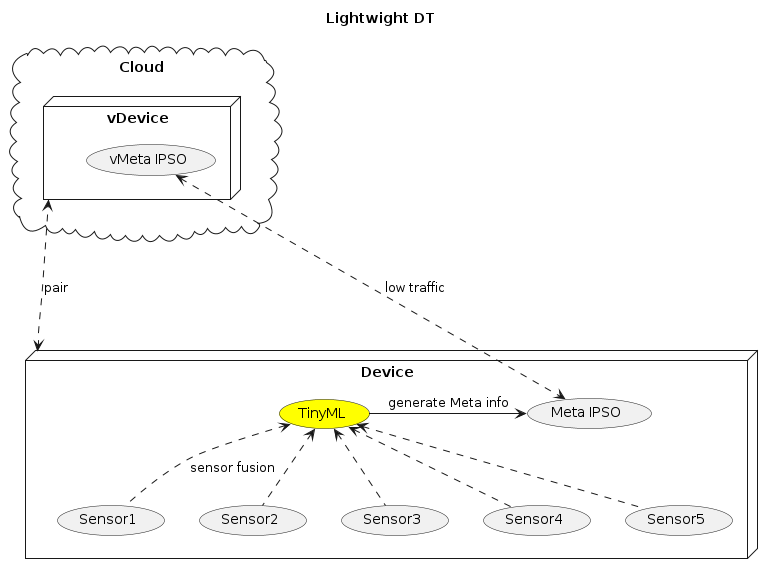 Lightwight DT
Cloud
vDevice
vMeta IPSO
pair
low traffic
Device
TinyML
generate Meta info
Meta IPSO
sensor fusion
Sensor1
Sensor2
Sensor3
Sensor4
Sensor5